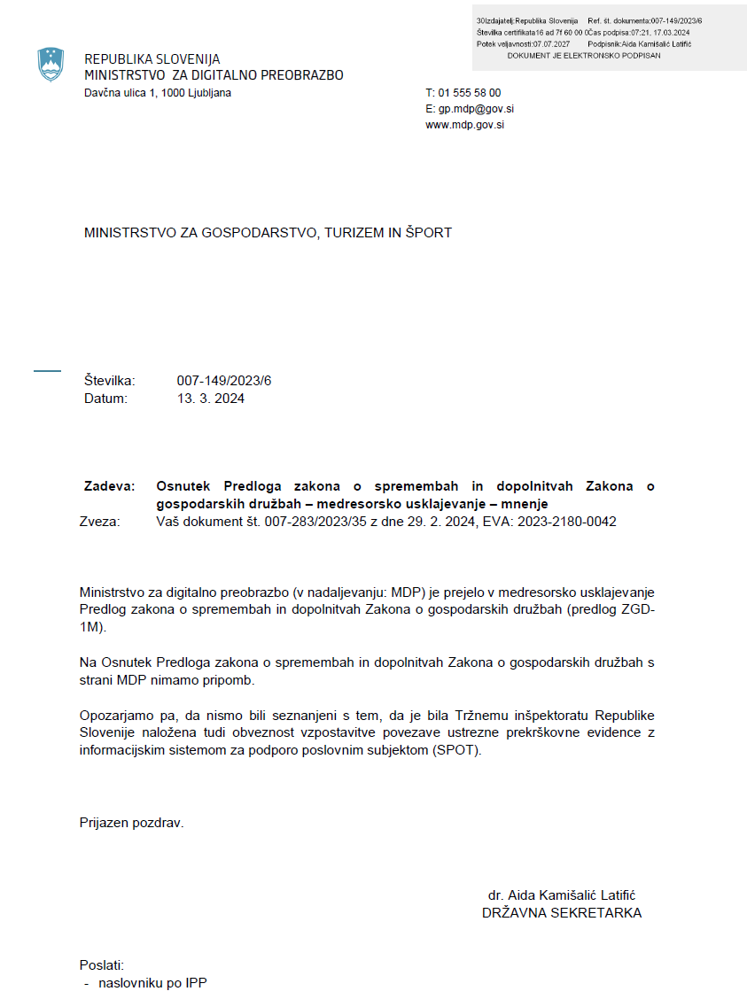 30Izdajatelj:Republika Slovenija Ref. št. dokumenta:007-149/2023/6
Številka certifikata16 ad 7f 60 00 0Čas podpisa:07:21, 17.03.2024
Potek veljavnosti:07.07.2027 Podpisnik:Aida Kamišalić Latifić
DOKUMENT JE ELEKTRONSKO PODPISAN
REPUBLIKA SLOVENIJA
MINISTRSTVO ZA DIGITALNO PREOBRAZBO
Davčna ulica 1, 1000 Ljubljana
T: 01 555 58 00
E: gp.mdp@gov.si
www.mdp.gov.si
MINISTRSTVO ZA GOSPODARSTVO, TURIZEM IN ŠPORT
Številka: 007-149/2023/6
Datum: 13. 3. 2024
Zadeva: Osnutek Predloga zakona o spremembah in dopolnitvah Zakona o
gospodarskih družbah – medresorsko usklajevanje – mnenje
Zveza: Vaš dokument št. 007-283/2023/35 z dne 29. 2. 2024, EVA: 2023-2180-0042
Ministrstvo za digitalno preobrazbo (v nadaljevanju: MDP) je prejelo v medresorsko usklajevanje
Predlog zakona o spremembah in dopolnitvah Zakona o gospodarskih družbah (predlog ZGD-
1M).
Na Osnutek Predloga zakona o spremembah in dopolnitvah Zakona o gospodarskih družbah s
strani MDP nimamo pripomb.
Opozarjamo pa, da nismo bili seznanjeni s tem, da je bila Tržnemu inšpektoratu Republike
Slovenije naložena tudi obveznost vzpostavitve povezave ustrezne prekrškovne evidence z
informacijskim sistemom za podporo poslovnim subjektom (SPOT).
Prijazen pozdrav.
dr. Aida Kamišalić Latifić
DRŽAVNA SEKRETARKA
Poslati:
- naslovniku po IPP